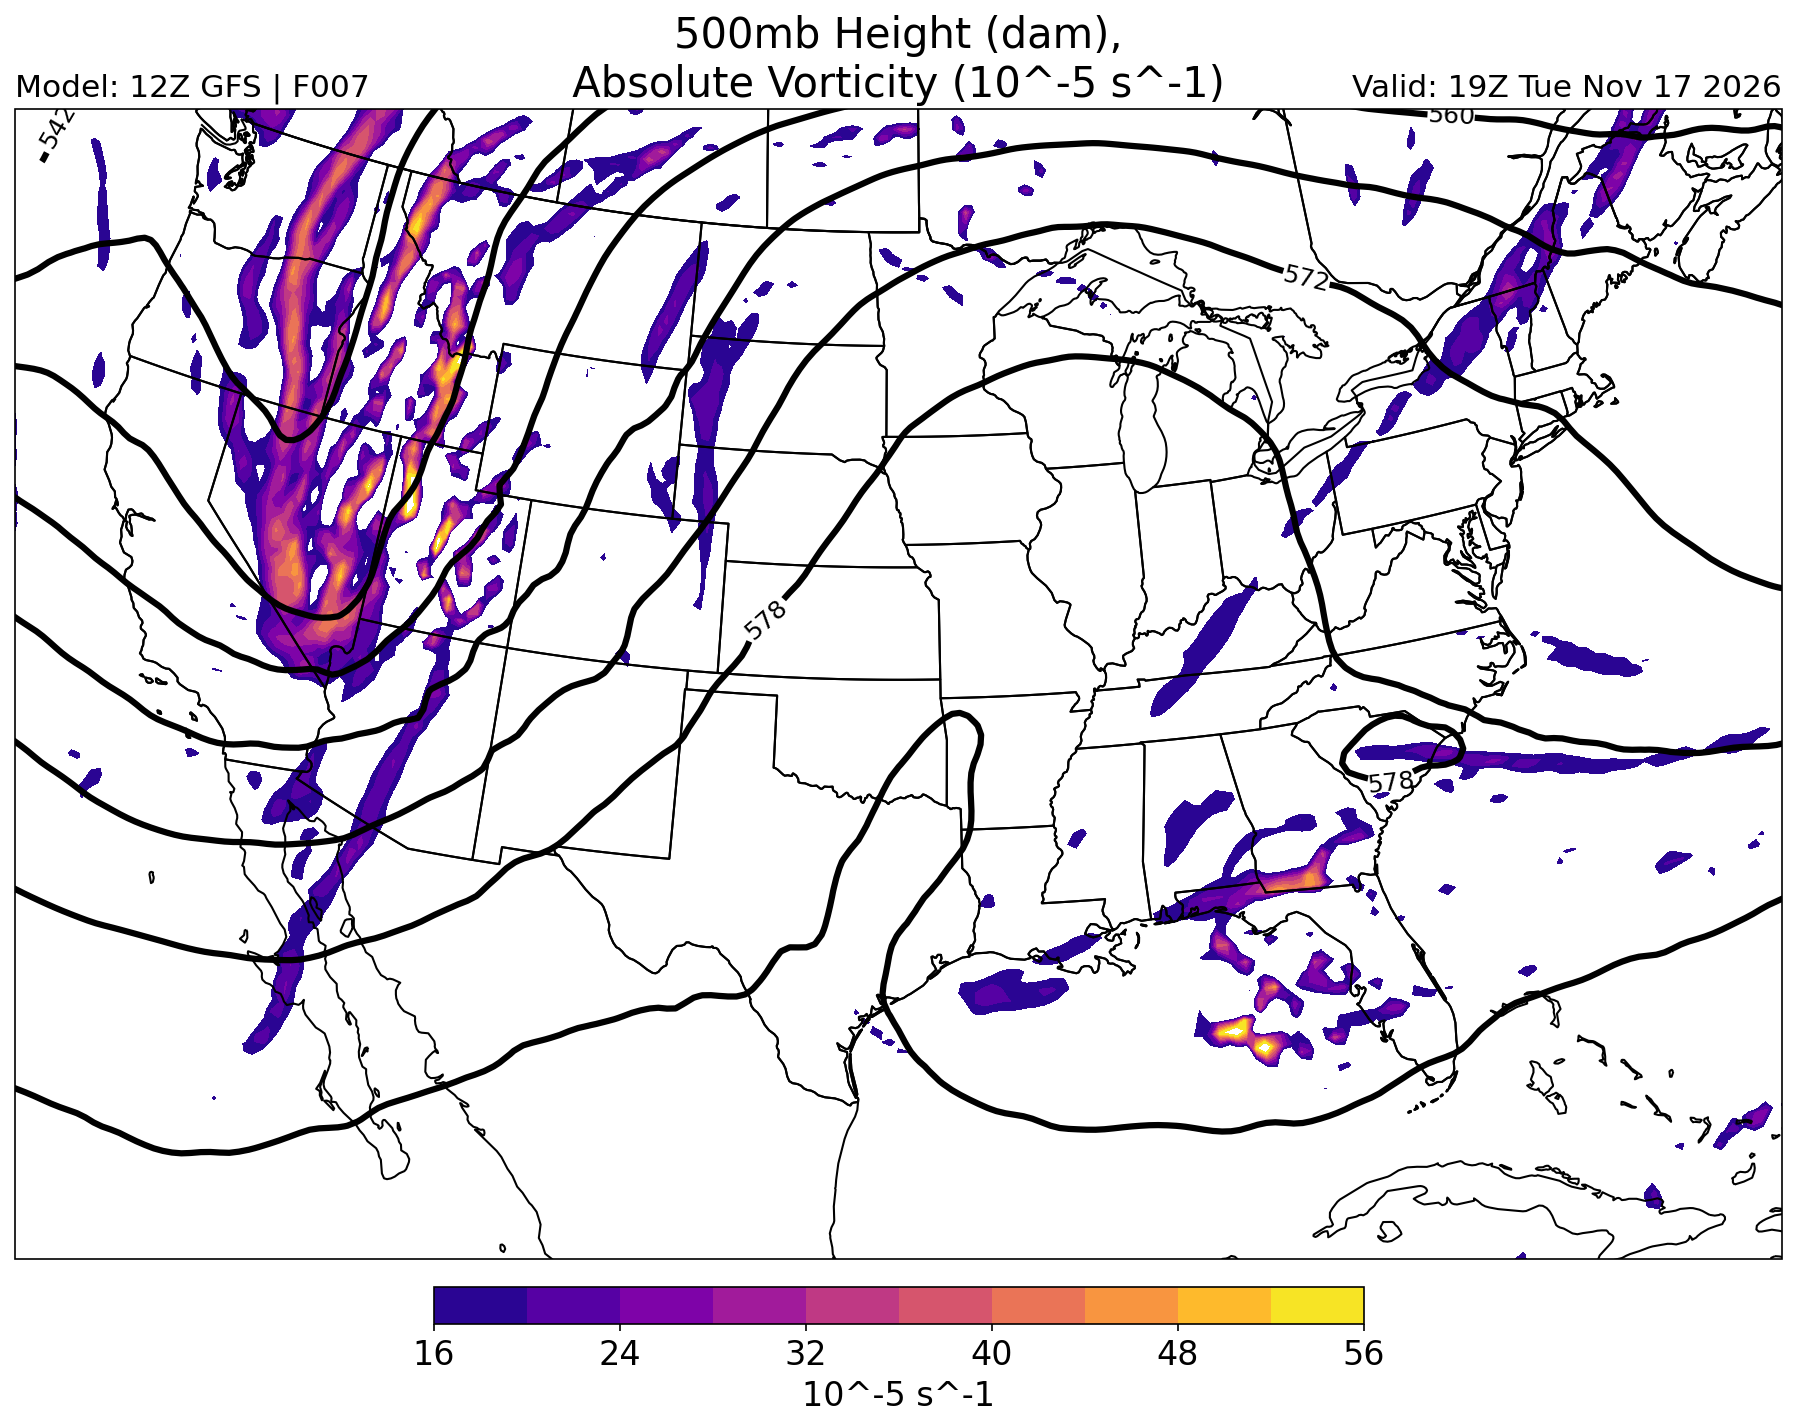 500mb Height (dam),
Model: 12Z GFS | F007
Absolute Vorticity (10^-5 s^-1)
Valid: 19Z Tue Nov 17 2026
542
560
572
578
578
16 24 32 40 48 56
10^-5 s^-1